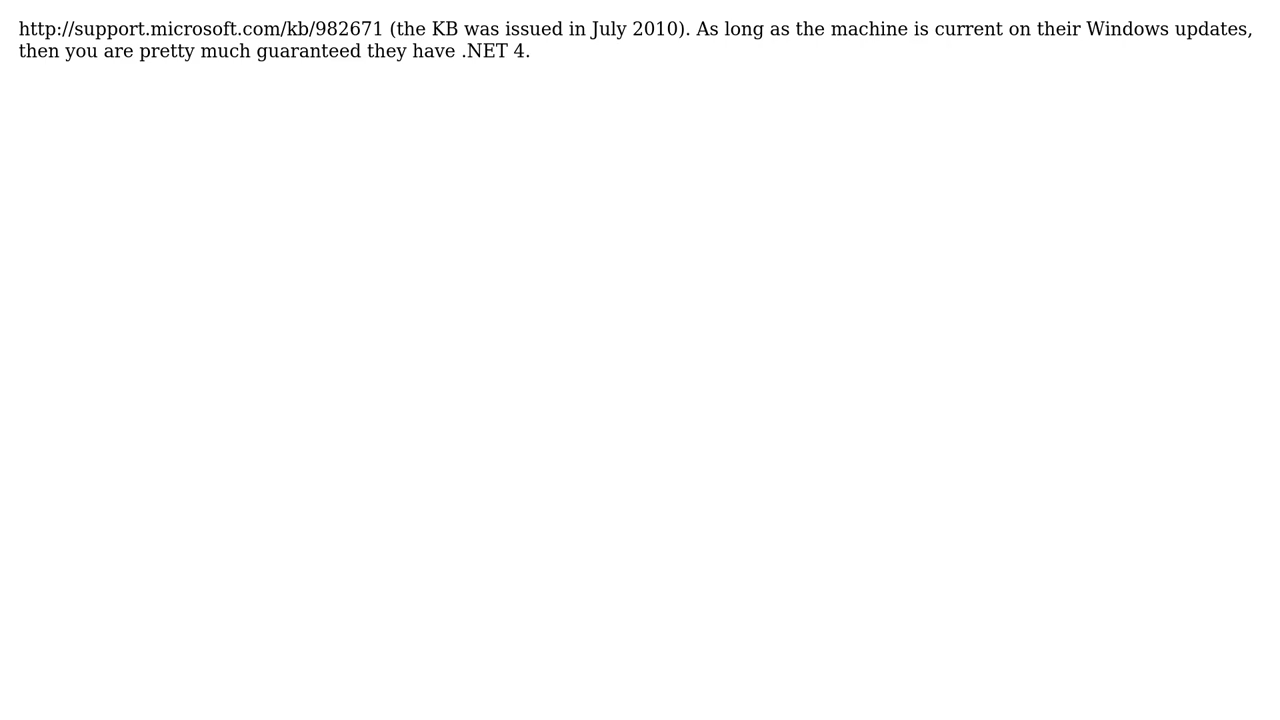 http://support.microsoft.com/kb/982671 (the KB was issued in July 2010). As long as the machine is current on their Windows updates,
then you are pretty much guaranteed they have .NET 4.